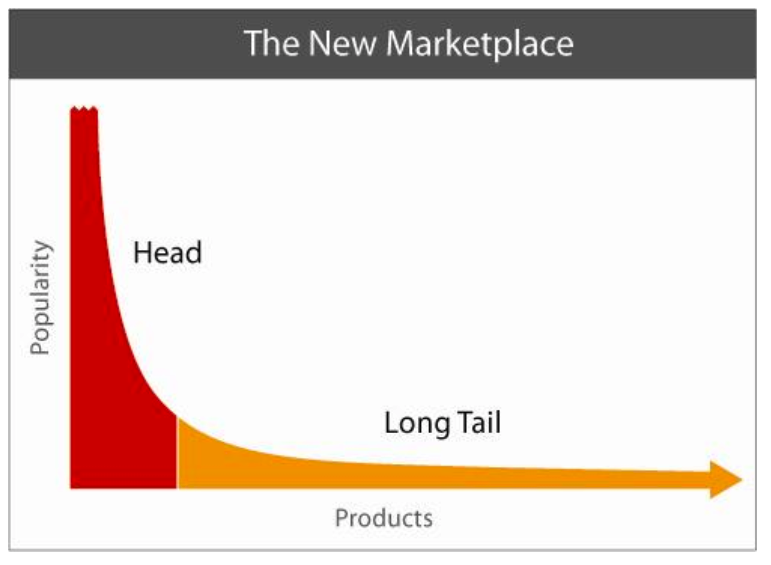 The New Marketplace
Head
Popularity
Long Tail
Products